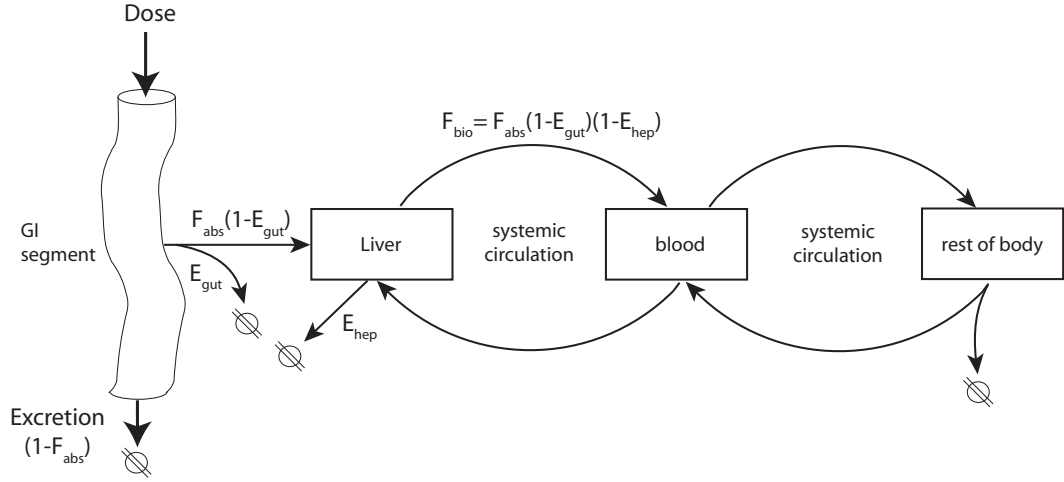 Dose
F_bio= F_abs(1-E_gut)(1-E_hep)
GI
segment
F_abs(1-E_gut)
E_gut
Liver
E_hep
systemic
circulation
blood
systemic
circulation
rest of body
Excretion
(1-F_abs)